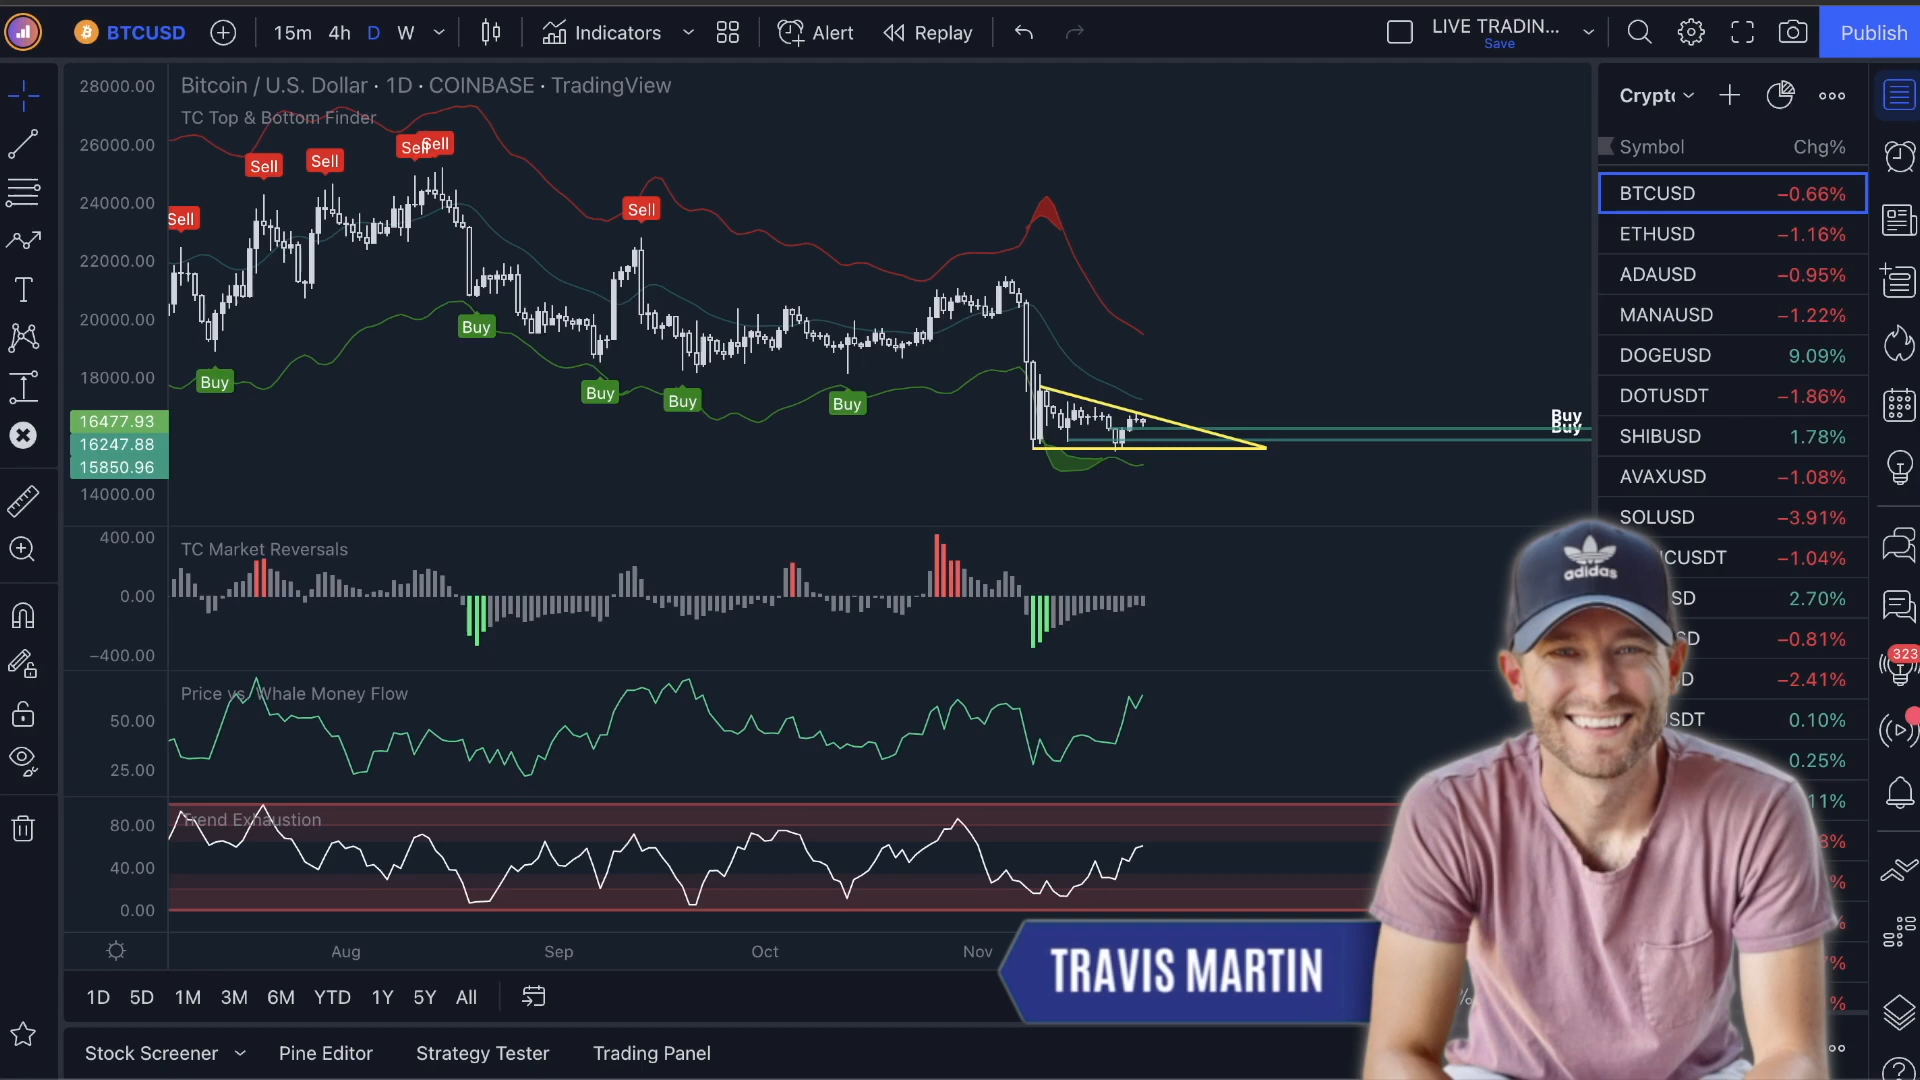 BTCUSD 15m 4h D W Indicators Alert Replay LIVE TRADIN... Save Publish
Bitcoin / U.S. Dollar · 1D · COINBASE · TradingView
TC Top & Bottom Finder
28000.00
26000.00
24000.00
22000.00
20000.00
18000.00
16477.93
16247.88
15850.96
14000.00
Sell
Sell
Sell
Sell
Sell
Sell
Buy
Buy
Buy
Buy
Buy
Buy
Buy
TC Market Reversals
400.00
0.00
−400.00
Price vs. Whale Money Flow
50.00
25.00
Trend Exhaustion
80.00
40.00
0.00
Aug Sep Oct Nov
1D 5D 1M 3M 6M YTD 1Y 5Y All
Stock Screener Pine Editor Strategy Tester Trading Panel
Symbol Chg%
BTCUSD −0.66%
ETHUSD −1.16%
ADAUSD −0.95%
MANAUSD −1.22%
DOGEUSD 9.09%
DOTUSDT −1.86%
SHIBUSD 1.78%
AVAXUSD −1.08%
SOLUSD −3.91%
CUSDT −1.04%
SD 2.70%
D −0.81%
D −2.41%
SDT 0.10%
0.25%
11%
8%
%
%
%
%
%
323
adidas
TRAVIS MARTIN